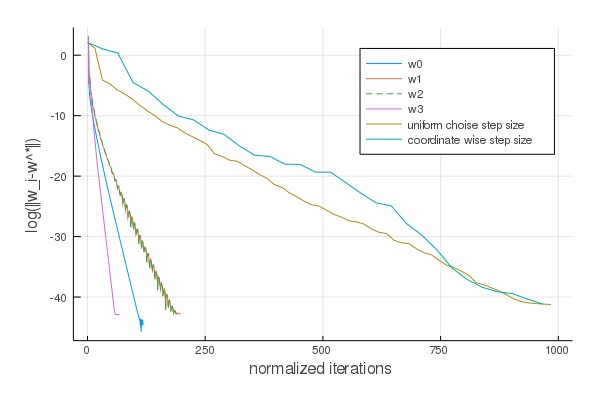 0
-10
-20
-30
-40
log(‖w_i-w^*‖)
w0
w1
w2
w3
uniform choise step size
coordinate wise step size
0 250 500 750 1000
normalized iterations